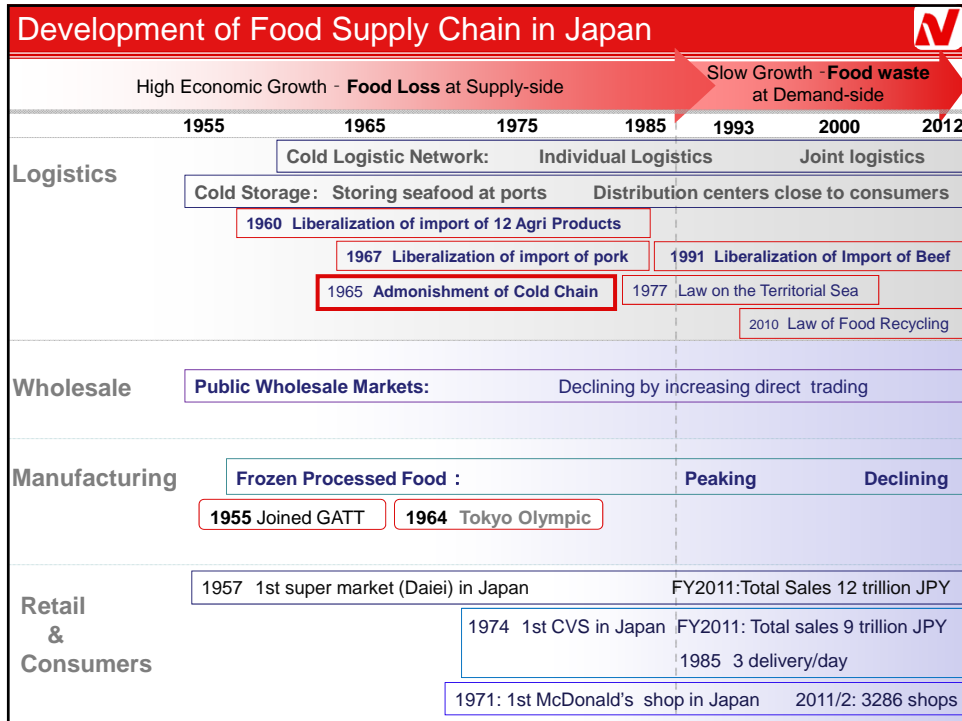 Development of Food Supply Chain in Japan
N
High Economic Growth - Food Loss at Supply-side
Slow Growth - Food waste
at Demand-side
1955 1965 1975 1985 1993 2000 2012
Logistics
Cold Logistic Network: Individual Logistics Joint logistics
Cold Storage: Storing seafood at ports Distribution centers close to consumers
1960 Liberalization of import of 12 Agri Products
1967 Liberalization of import of pork 1991 Liberalization of Import of Beef
1965 Admonishment of Cold Chain 1977 Law on the Territorial Sea
2010 Law of Food Recycling
Wholesale
Public Wholesale Markets: Declining by increasing direct trading
Manufacturing
Frozen Processed Food : Peaking Declining
1955 Joined GATT 1964 Tokyo Olympic
Retail
&
Consumers
1957 1st super market (Daiei) in Japan FY2011:Total Sales 12 trillion JPY
1974 1st CVS in Japan FY2011: Total sales 9 trillion JPY
1985 3 delivery/day
1971: 1st McDonald's shop in Japan 2011/2: 3286 shops